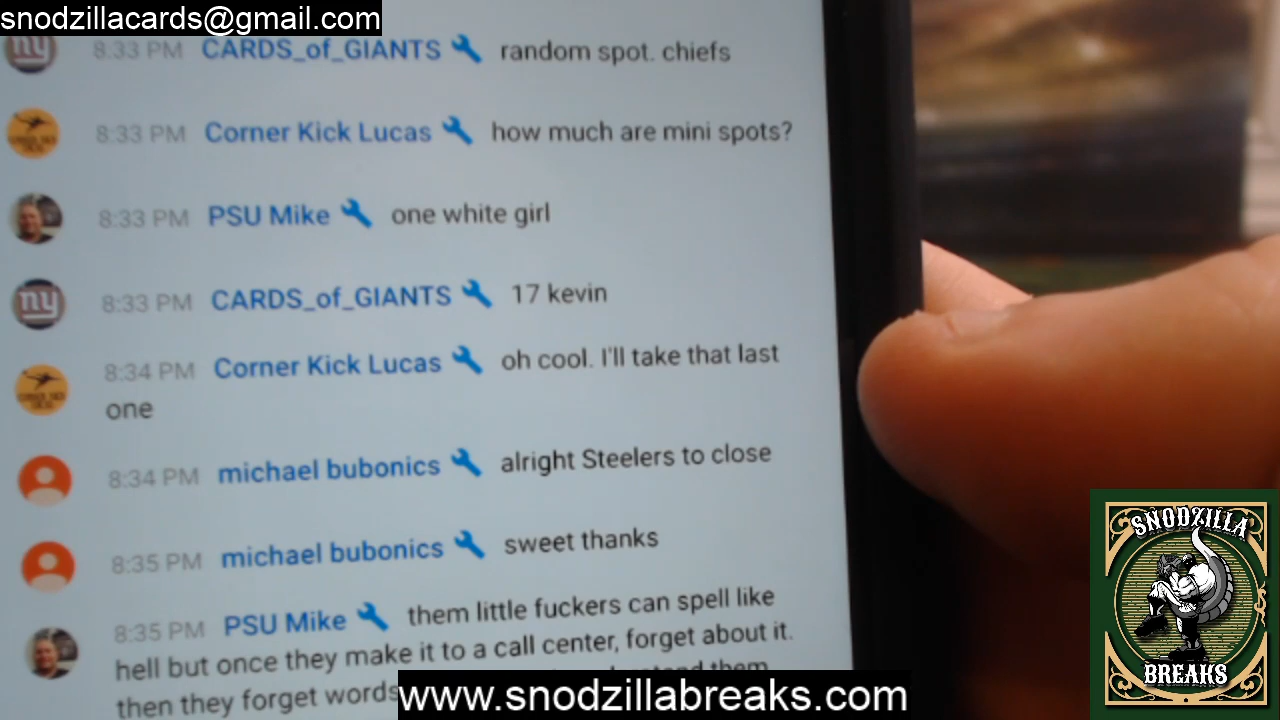 snodzillacards@gmail.com
8:33 PM CARDS_of_GIANTS random spot. chiefs
8:33 PM Corner Kick Lucas how much are mini spots?
8:33 PM PSU Mike one white girl
ny 8:33 PM CARDS_of_GIANTS 17 kevin
8:34 PM Corner Kick Lucas oh cool. I'll take that last
one
8:34 PM michael bubonics alright Steelers to close
8:35 PM michael bubonics sweet thanks
8:35 PM PSU Mike them little fuckers can spell like
hell but once they make it to a call center, forget about it.
then they forget words
www.snodzillabreaks.com
SNODZILLA
BREAKS